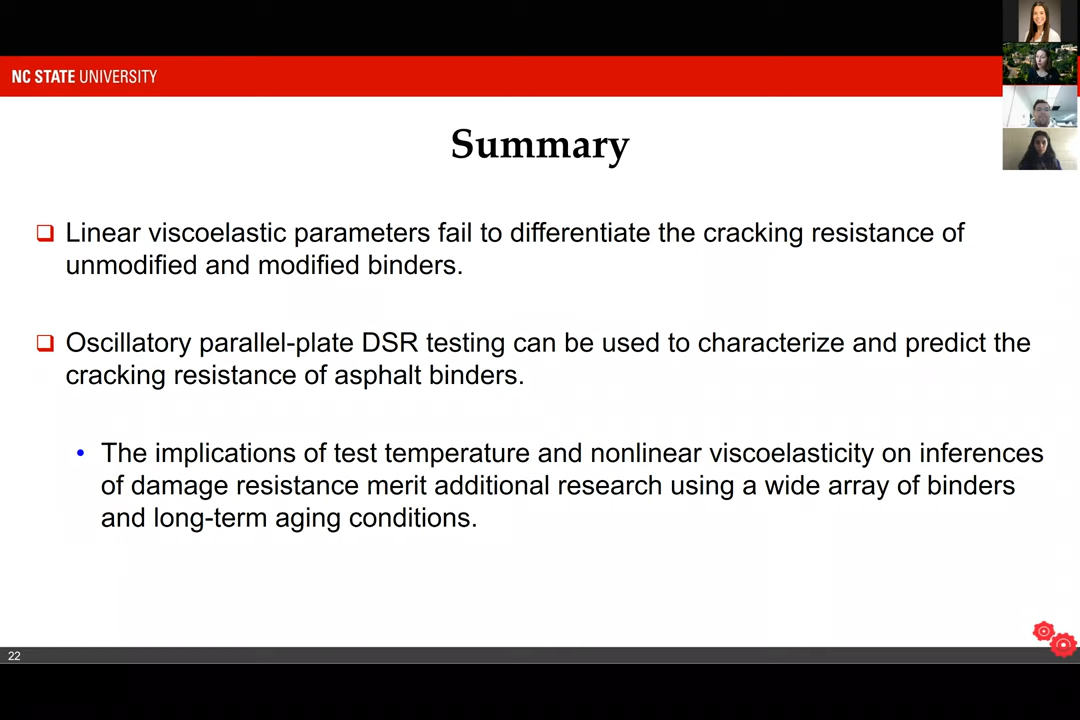 NC STATE UNIVERSITY
Summary
Linear viscoelastic parameters fail to differentiate the cracking resistance of
unmodified and modified binders.
Oscillatory parallel-plate DSR testing can be used to characterize and predict the
cracking resistance of asphalt binders.
• The implications of test temperature and nonlinear viscoelasticity on inferences
of damage resistance merit additional research using a wide array of binders
and long-term aging conditions.
22